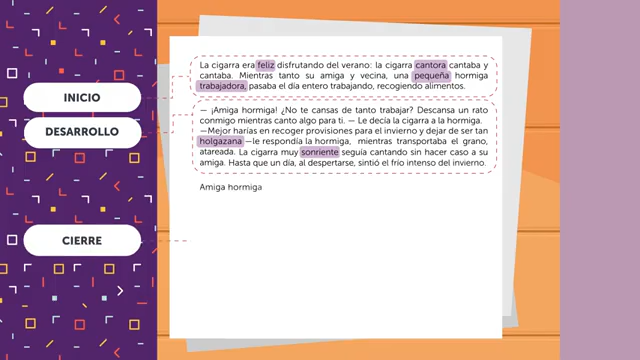 INICIO
DESARROLLO
CIERRE
La cigarra era feliz disfrutando del verano: la cigarra cantora cantaba y
cantaba. Mientras tanto su amiga y vecina, una pequeña hormiga
trabajadora, pasaba el día entero trabajando, recogiendo alimentos.
— ¡Amiga hormiga! ¿No te cansas de tanto trabajar? Descansa un rato
conmigo mientras canto algo para ti. — Le decía la cigarra a la hormiga.
—Mejor harías en recoger provisiones para el invierno y dejar de ser tan
holgazana —le respondía la hormiga, mientras transportaba el grano,
atareada. La cigarra muy sonriente seguía cantando sin hacer caso a su
amiga. Hasta que un día, al despertarse, sintió el frío intenso del invierno.
Amiga hormiga